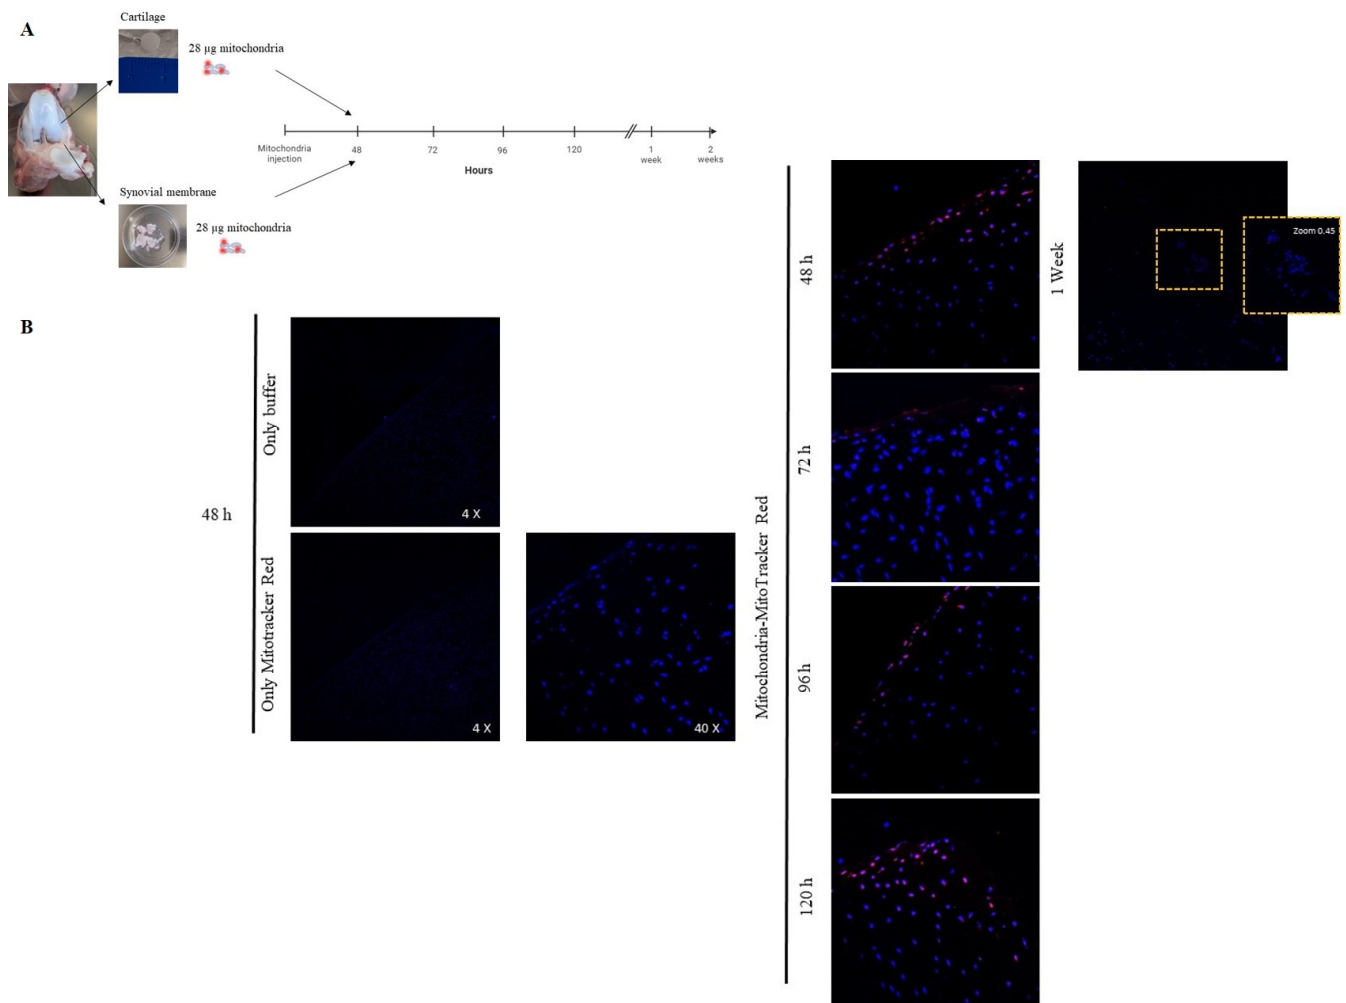 A
Cartilage
28 µg mitochondria
Mitochondria
injection
48
72
96
120
1
week
2
weeks
Hours
Synovial membrane
28 µg mitochondria
B
48 h
Only buffer
4 X
Only Mitotracker Red
4 X
40 X
Mitochondria-MitoTracker Red
48 h
72 h
96 h
120 h
1 Week
Zoom 0.45